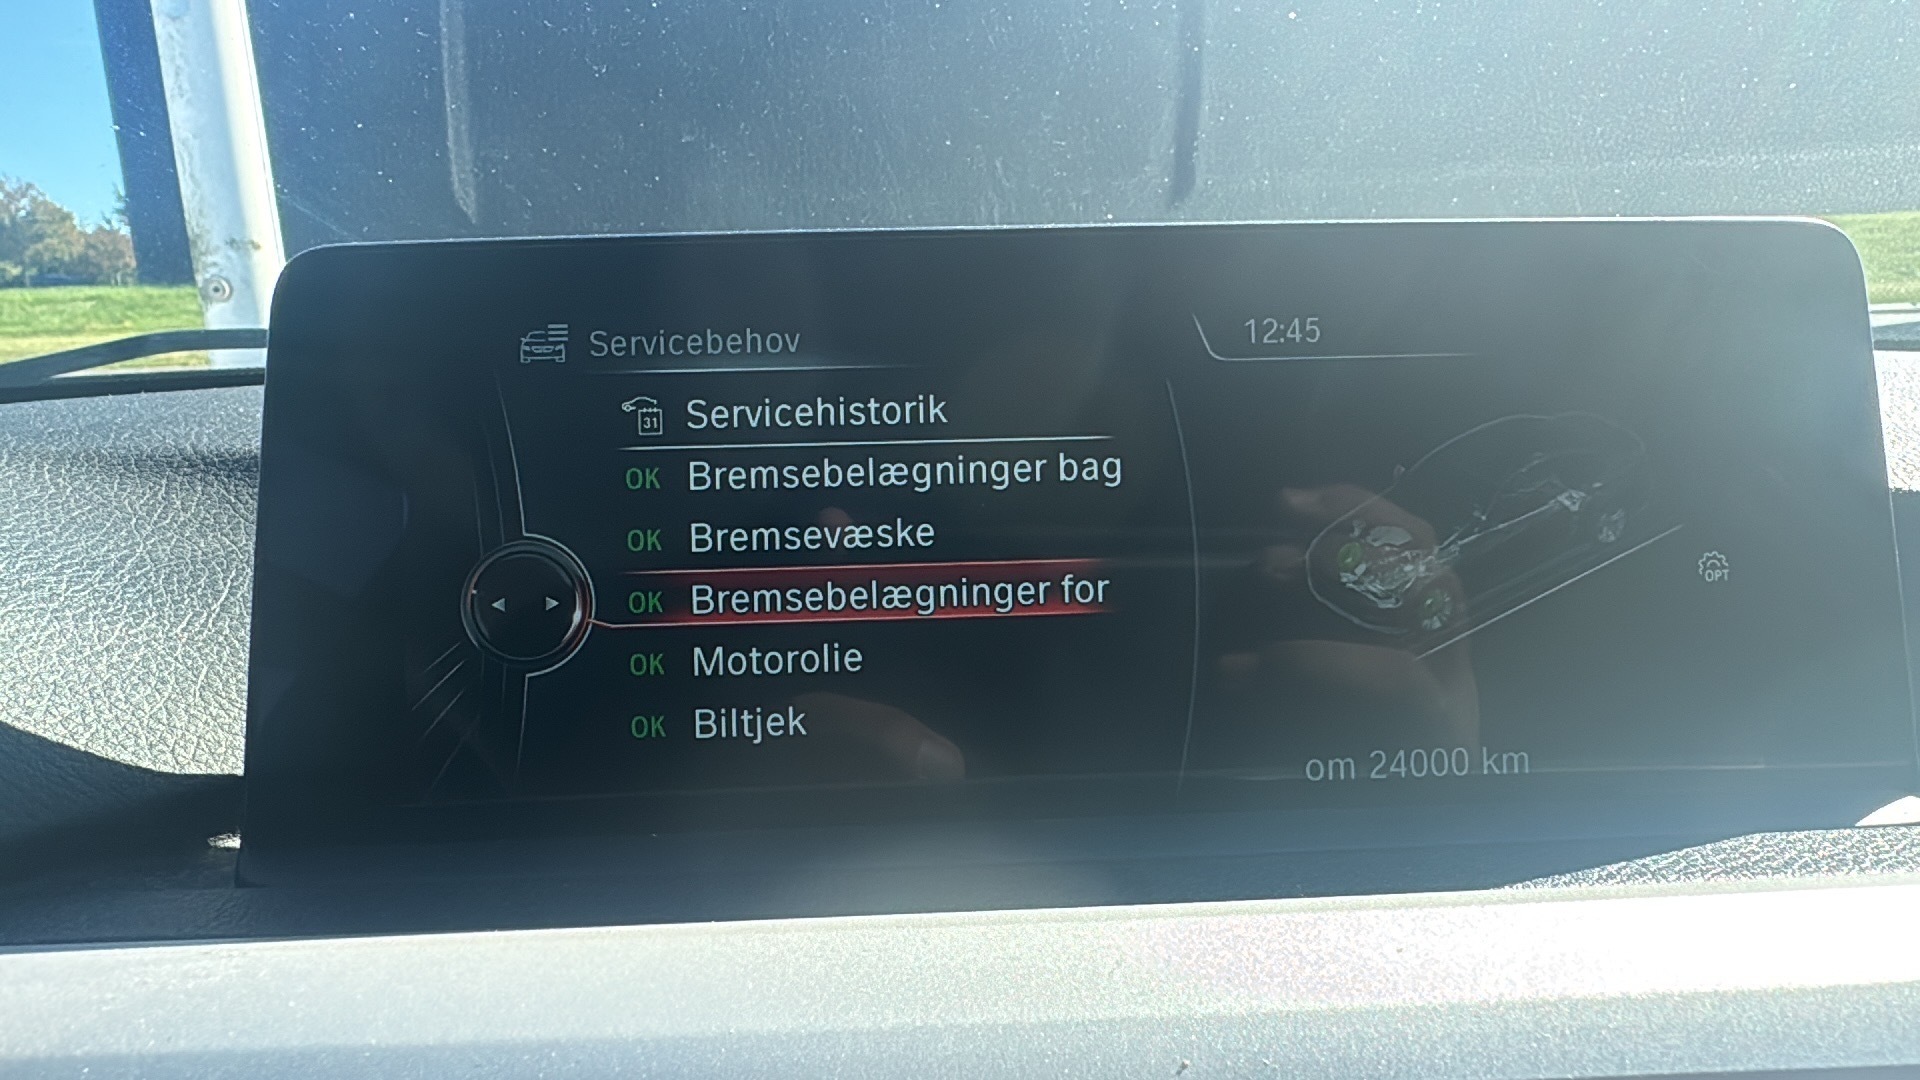 Servicebehov
12:45
31 Servicehistorik
OK Bremsebelægninger bag
OK Bremsevæske
OK Bremsebelægninger for
OK Motorolie
OK Biltjek
OPT
om 24000 km